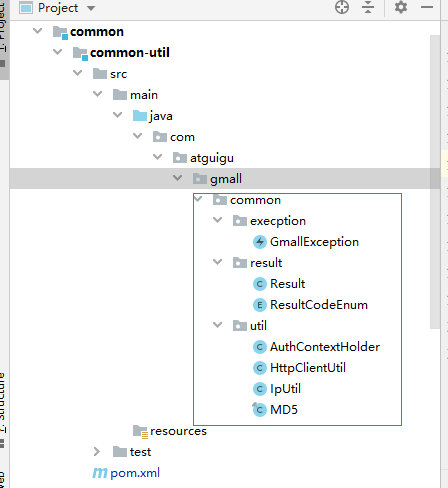 1: Project
Project
common
common-util
src
main
java
com
atguigu
gmall
common
execption
GmallException
result
Result
ResultCodeEnum
util
AuthContextHolder
HttpClientUtil
IpUtil
MD5
resources
test
pom.xml
Structure